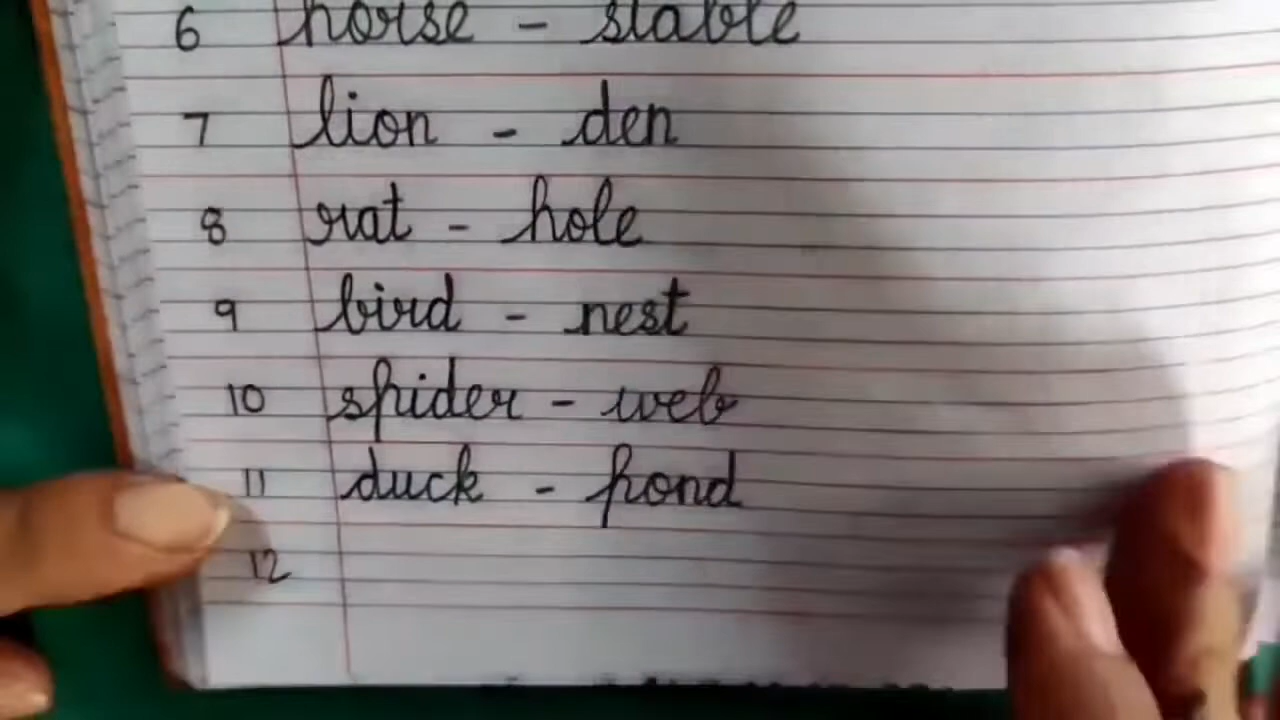 6 horse - stable
7 lion - den
8 rat - hole
9 bird - nest
10 spider - web
11 duck - pond
12